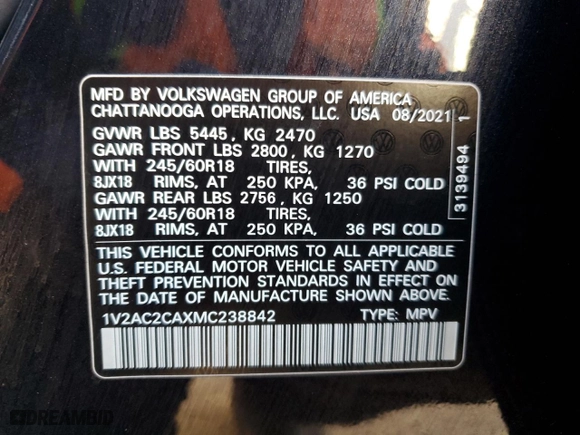 MFD BY VOLKSWAGEN GROUP OF AMERICA
CHATTANOOGA OPERATIONS, LLC. USA 08/2021
GVWR LBS 5445, KG 2470
GAWR FRONT LBS 2800, KG 1270
WITH 245/60R18 TIRES,
8JX18 RIMS, AT 250 KPA, 36 PSI COLD
GAWR REAR LBS 2756, KG 1250
WITH 245/60R18 TIRES,
8JX18 RIMS, AT 250 KPA, 36 PSI COLD
THIS VEHICLE CONFORMS TO ALL APPLICABLE
U.S. FEDERAL MOTOR VEHICLE SAFETY AND
THEFT PREVENTION STANDARDS IN EFFECT ON
THE DATE OF MANUFACTURE SHOWN ABOVE.
1V2AC2CAXMC238842 TYPE: MPV
3139494 1
DREAMBID